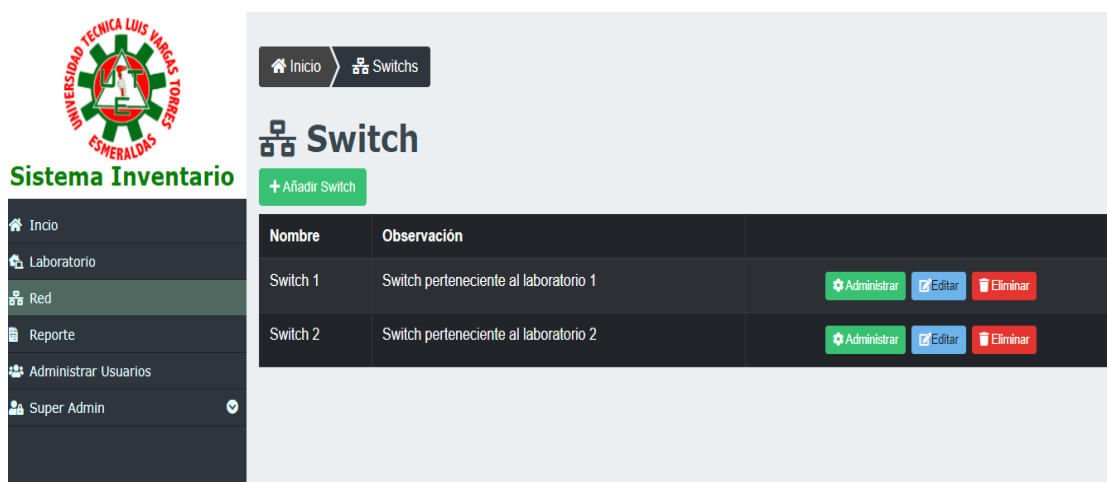 UNIVERSIDAD TECNICA LUIS VARGAS TORRES
ESMERALDAS
U T E
Sistema Inventario
Incio
Laboratorio
Red
Reporte
Administrar Usuarios
Super Admin
Inicio
Switchs
Switch
+ Añadir Switch
Nombre Observación
Switch 1 Switch perteneciente al laboratorio 1 Administrar Editar Eliminar
Switch 2 Switch perteneciente al laboratorio 2 Administrar Editar Eliminar